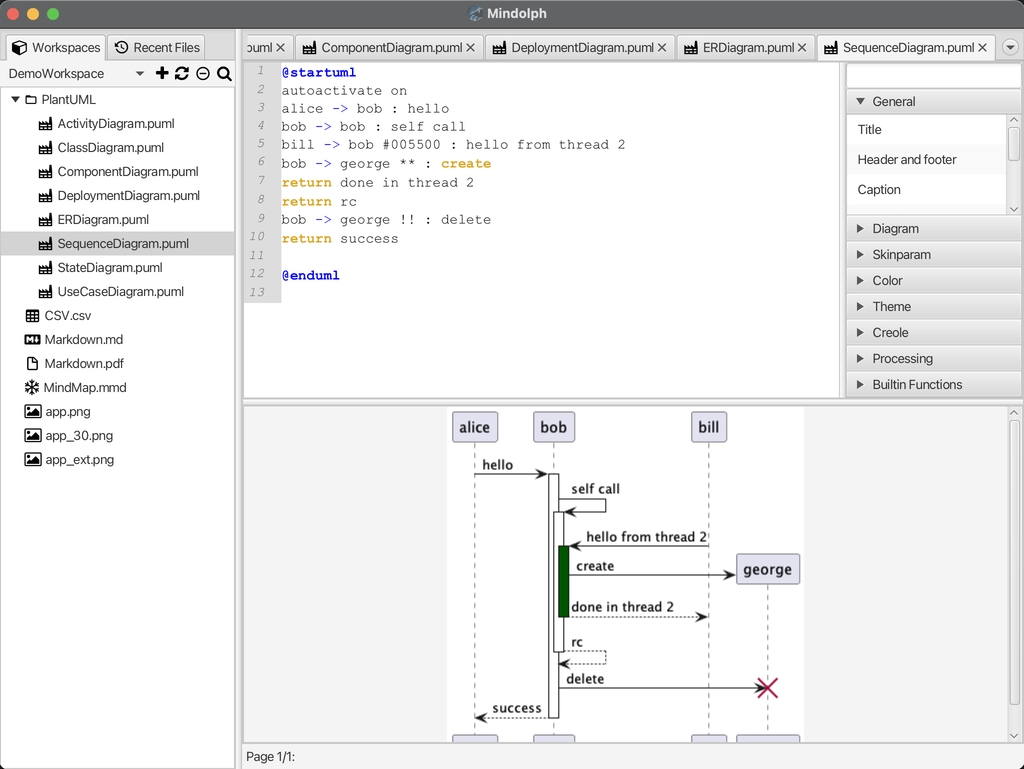 Mindolph
Workspaces
Recent Files
DemoWorkspace
PlantUML
ActivityDiagram.puml
ClassDiagram.puml
ComponentDiagram.puml
DeploymentDiagram.puml
ERDiagram.puml
SequenceDiagram.puml
StateDiagram.puml
UseCaseDiagram.puml
CSV.csv
Markdown.md
Markdown.pdf
MindMap.mmd
app.png
app_30.png
app_ext.png
ouml
ComponentDiagram.puml
DeploymentDiagram.puml
ERDiagram.puml
SequenceDiagram.puml
1 @startuml
2 autoactivate on
3 alice -> bob : hello
4 bob -> bob : self call
5 bill -> bob #005500 : hello from thread 2
6 bob -> george ** : create
7 return done in thread 2
8 return rc
9 bob -> george !! : delete
10 return success
11
12 @enduml
13
General
Title
Header and footer
Caption
Diagram
Skinparam
Color
Theme
Creole
Processing
Builtin Functions
alice
bob
bill
hello
self call
hello from thread 2
create
george
done in thread 2
rc
delete
success
Page 1/1: